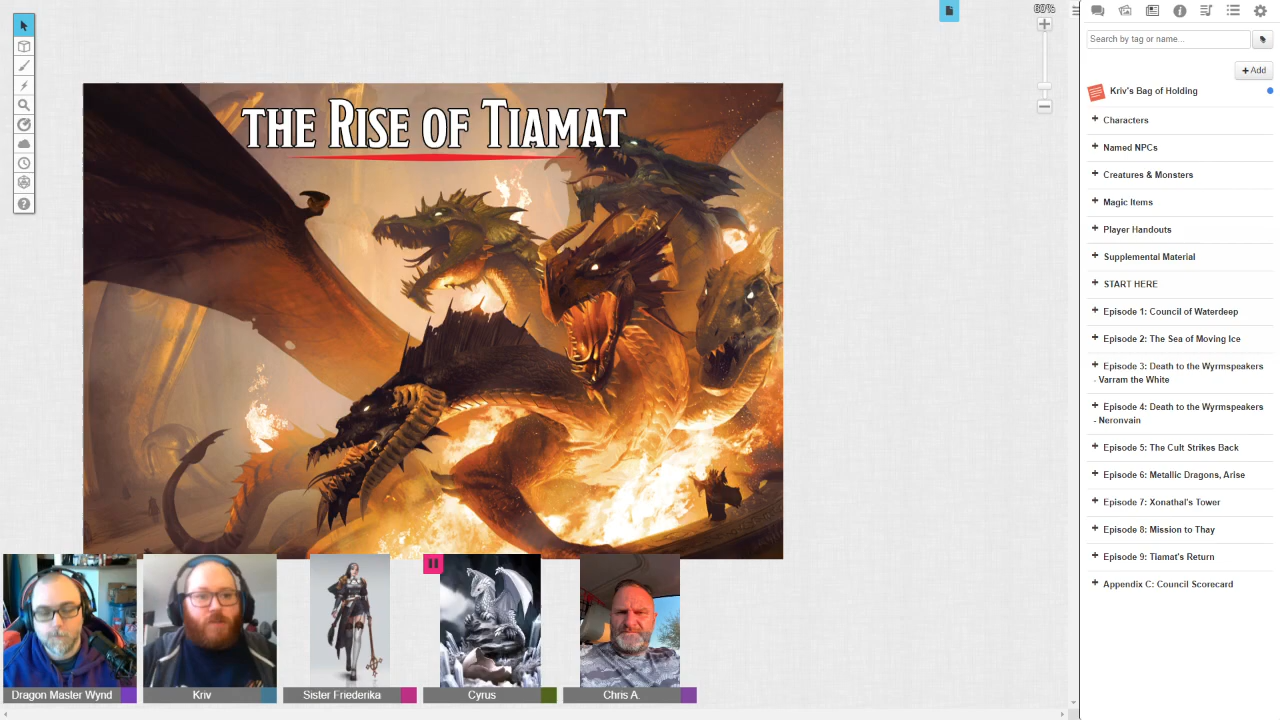 80%
Search by tag or name...
+ Add
THE RISE OF TIAMAT
Kriv's Bag of Holding
Characters
Named NPCs
Creatures & Monsters
Magic Items
Player Handouts
Supplemental Material
START HERE
Episode 1: Council of Waterdeep
Episode 2: The Sea of Moving Ice
Episode 3: Death to the Wyrmspeakers
- Varram the White
Episode 4: Death to the Wyrmspeakers
- Neronvain
Episode 5: The Cult Strikes Back
Episode 6: Metallic Dragons, Arise
Episode 7: Xonathal's Tower
Episode 8: Mission to Thay
Episode 9: Tiamat's Return
Appendix C: Council Scorecard
Dragon Master Wynd
Kriv
Sister Friederika
Cyrus
Chris A.